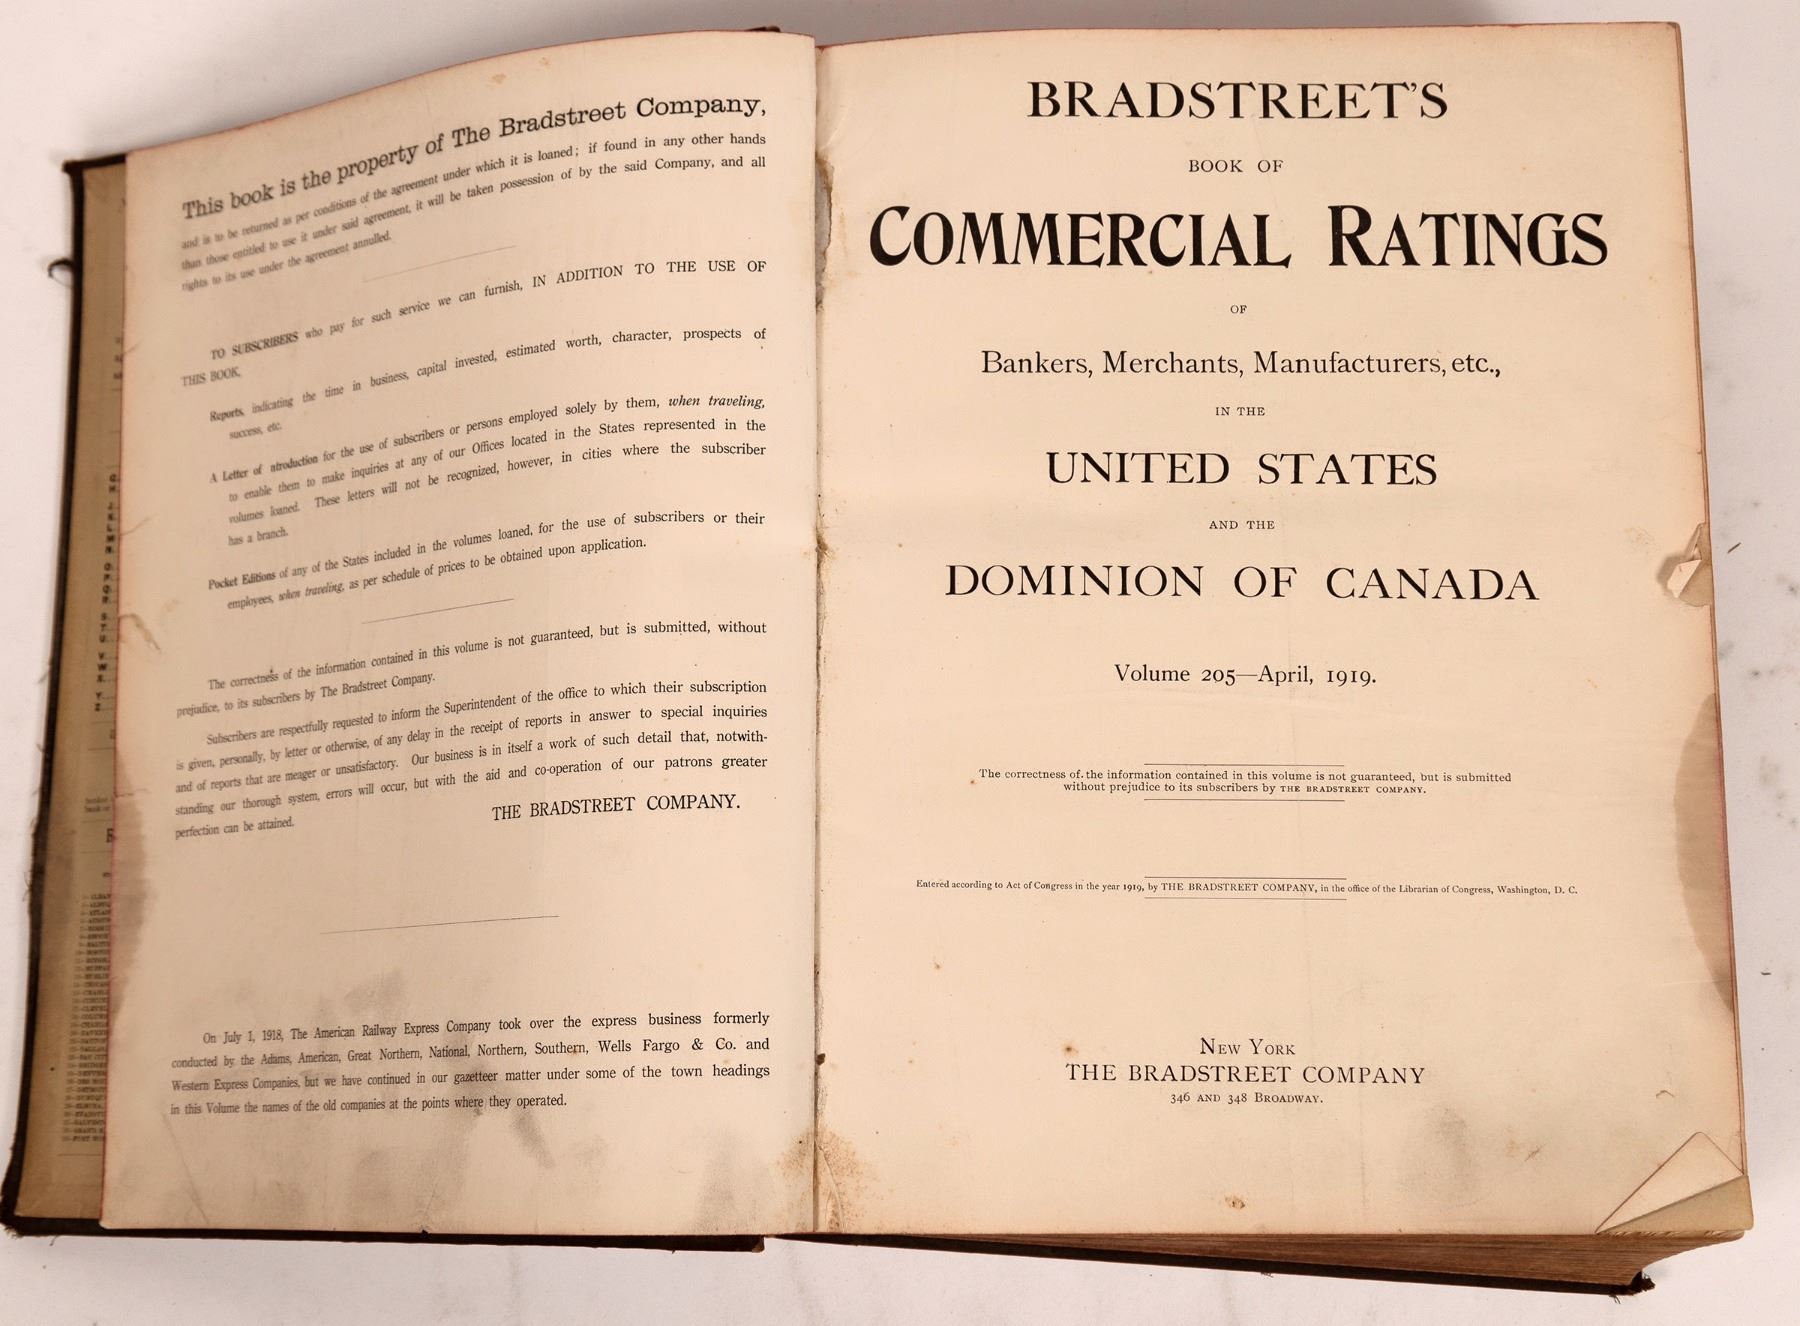 This book is the property of The Bradstreet Company,
and is to be returned as per conditions of the agreement under which it is loaned; if found in any other hands
than those entitled to use it under said agreement, it will be taken possession of by the said Company, and all
rights to its use under the agreement annulled.
TO SUBSCRIBERS who pay for such service we can furnish, IN ADDITION TO THE USE OF
THIS BOOK,
Reports, indicating the time in business, capital invested, estimated worth, character, prospects of
success, etc.
A Letter of ntroduction for the use of subscribers or persons employed solely by them, when traveling,
to enable them to make inquiries at any of our Offices located in the States represented in the
volumes loaned. These letters will not be recognized, however, in cities where the subscriber
has a branch.
Pocket Editions of any of the States included in the volumes loaned, for the use of subscribers or their
employees, when traveling, as per schedule of prices to be obtained upon application.
The correctness of the information contained in this volume is not guaranteed, but is submitted, without
prejudice, to its subscribers by The Bradstreet Company.
Subscribers are respectfully requested to inform the Superintendent of the office to which their subscription
is given, personally, by letter or otherwise, of any delay in the receipt of reports in answer to special inquiries
and of reports that are meager or unsatisfactory. Our business is in itself a work of such detail that, notwith-
standing our thorough system, errors will occur, but with the aid and co-operation of our patrons greater
perfection can be attained.
THE BRADSTREET COMPANY.
On July 1, 1918, The American Railway Express Company took over the express business formerly
conducted by the Adams, American, Great Northern, National, Northern, Southern, Wells Fargo & Co. and
Western Express Companies, but we have continued in our gazetteer matter under some of the town headings
in this Volume the names of the old companies at the points where they operated.
BRADSTREET'S
BOOK OF
COMMERCIAL RATINGS
OF
Bankers, Merchants, Manufacturers, etc.,
IN THE
UNITED STATES
AND THE
DOMINION OF CANADA
Volume 205—April, 1919.
The correctness of the information contained in this volume is not guaranteed, but is submitted
without prejudice to its subscribers by THE BRADSTREET COMPANY.
Entered according to Act of Congress in the year 1919, by THE BRADSTREET COMPANY, in the office of the Librarian of Congress, Washington, D. C.
NEW YORK
THE BRADSTREET COMPANY
346 AND 348 BROADWAY.